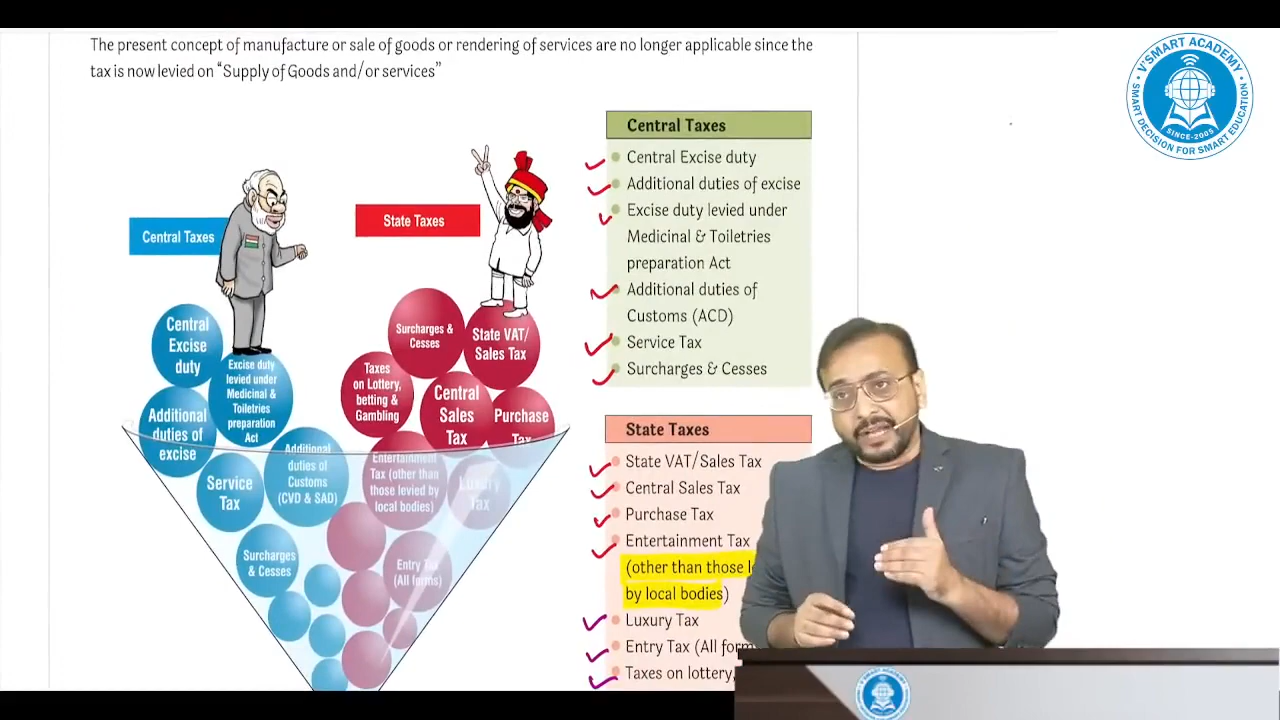 The present concept of manufacture or sale of goods or rendering of services are no longer applicable since the
tax is now levied on “Supply of Goods and/or services”
V'SMART ACADEMY
SMART DECISION FOR SMART EDUCATION
SINCE-2005
Central Taxes
State Taxes
Central
Excise
duty
Excise duty
levied under
Medicinal &
Toiletries
preparation
Act
Additional
duties of
excise
Service
Tax
Additional
duties of
Customs
(CVD & SAD)
Surcharges
& Cesses
Surcharges &
Cesses
State VAT/
Sales Tax
Taxes
on Lottery,
betting &
Gambling
Central
Sales
Tax
Purchase
Tax
Entertainment
Tax (other than
those levied by
local bodies)
Luxury
Tax
Entry Tax
(All forms)
Central Taxes
Central Excise duty
Additional duties of excise
Excise duty levied under
Medicinal & Toiletries
preparation Act
Additional duties of
Customs (ACD)
Service Tax
Surcharges & Cesses
State Taxes
State VAT/Sales Tax
Central Sales Tax
Purchase Tax
Entertainment Tax
(other than those
by local bodies)
Luxury Tax
Entry Tax (All form
Taxes on lottery,